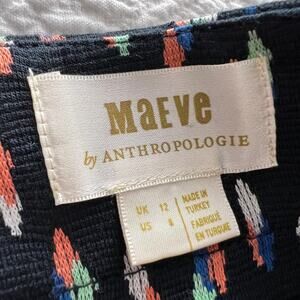 MAEVE
by ANTHROPOLOGIE
UK 12
US 8
MADE IN
TURKEY
FABRIQUÉ
EN TURQUIE